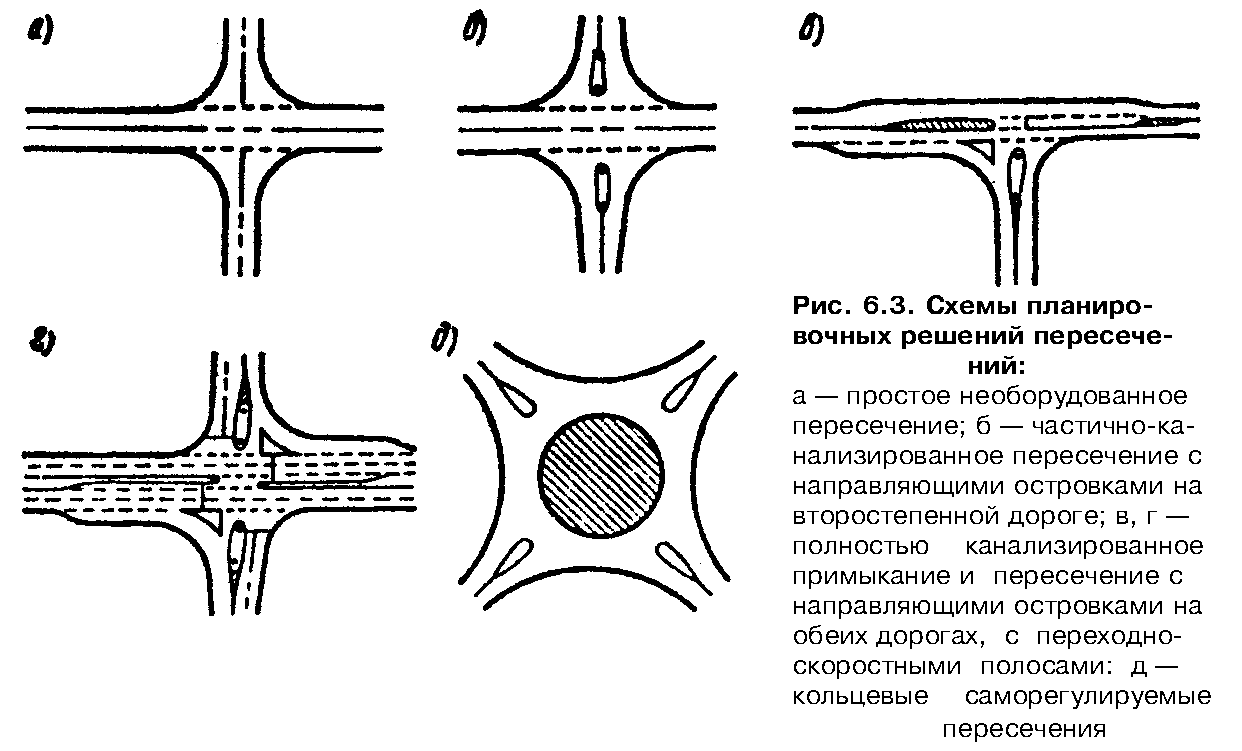 а)
б)
в)
г)
д)
Рис. 6.3. Схемы планиро-
вочных решений пересече-
ний:
а — простое необорудованное
пересечение; б — частично-ка-
нализированное пересечение с
направляющими островками на
второстепенной дороге; в, г —
полностью канализированное
примыкание и пересечение с
направляющими островками на
обеих дорогах, с переходно-
скоростными полосами: д —
кольцевые саморегулируемые
пересечения